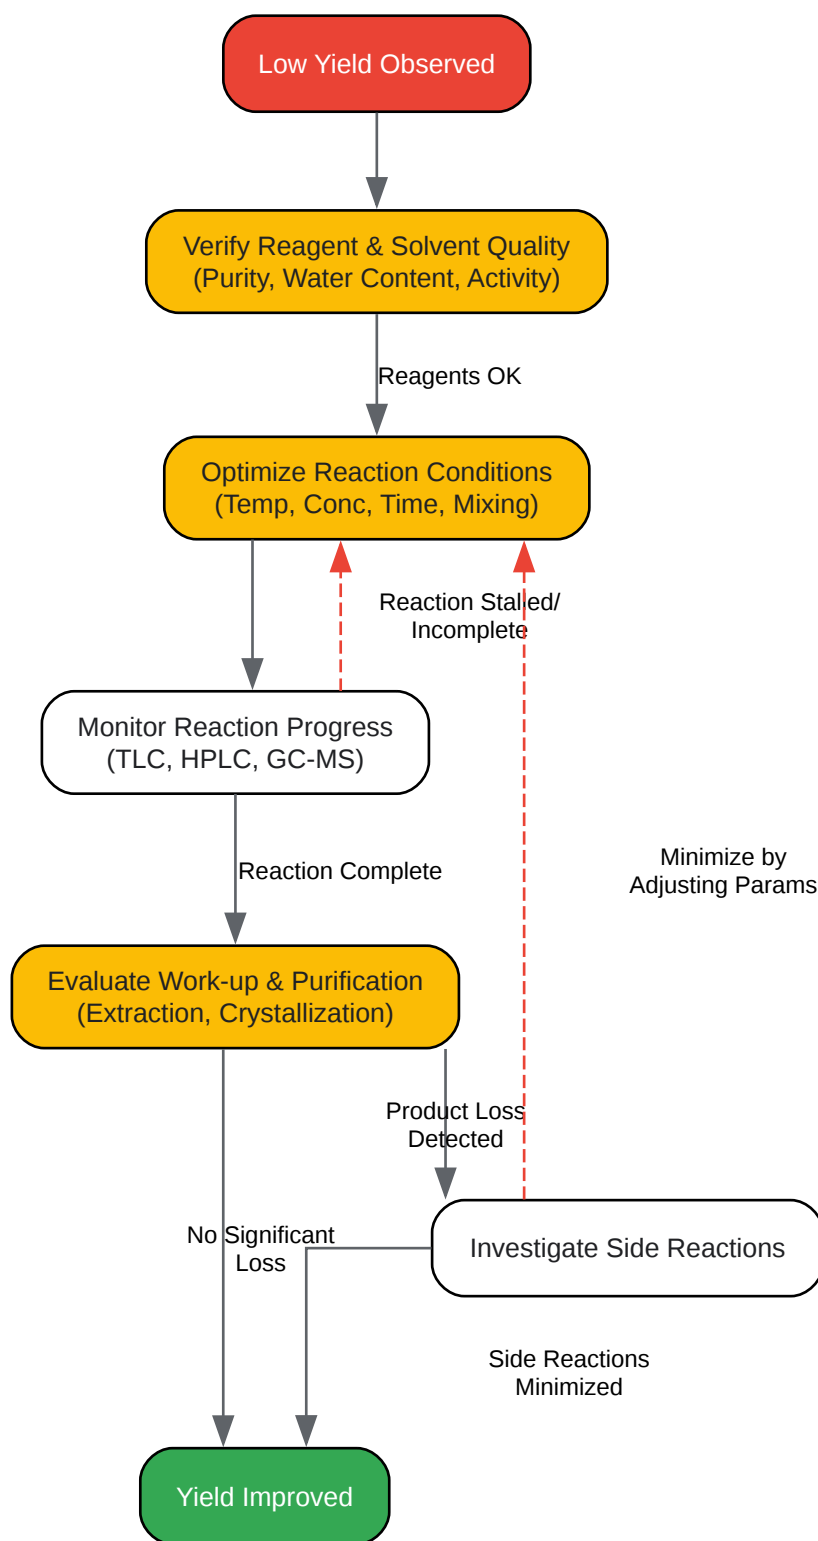 Low Yield Observed
Verify Reagent & Solvent Quality
(Purity, Water Content, Activity)
Reagents OK
Optimize Reaction Conditions
(Temp, Conc, Time, Mixing)
Reaction Stalled/
Incomplete
Monitor Reaction Progress
(TLC, HPLC, GC-MS)
Minimize by
Adjusting Params
Reaction Complete
Evaluate Work-up & Purification
(Extraction, Crystallization)
Product Loss
Detected
No Significant
Loss
Investigate Side Reactions
Side Reactions
Minimized
Yield Improved